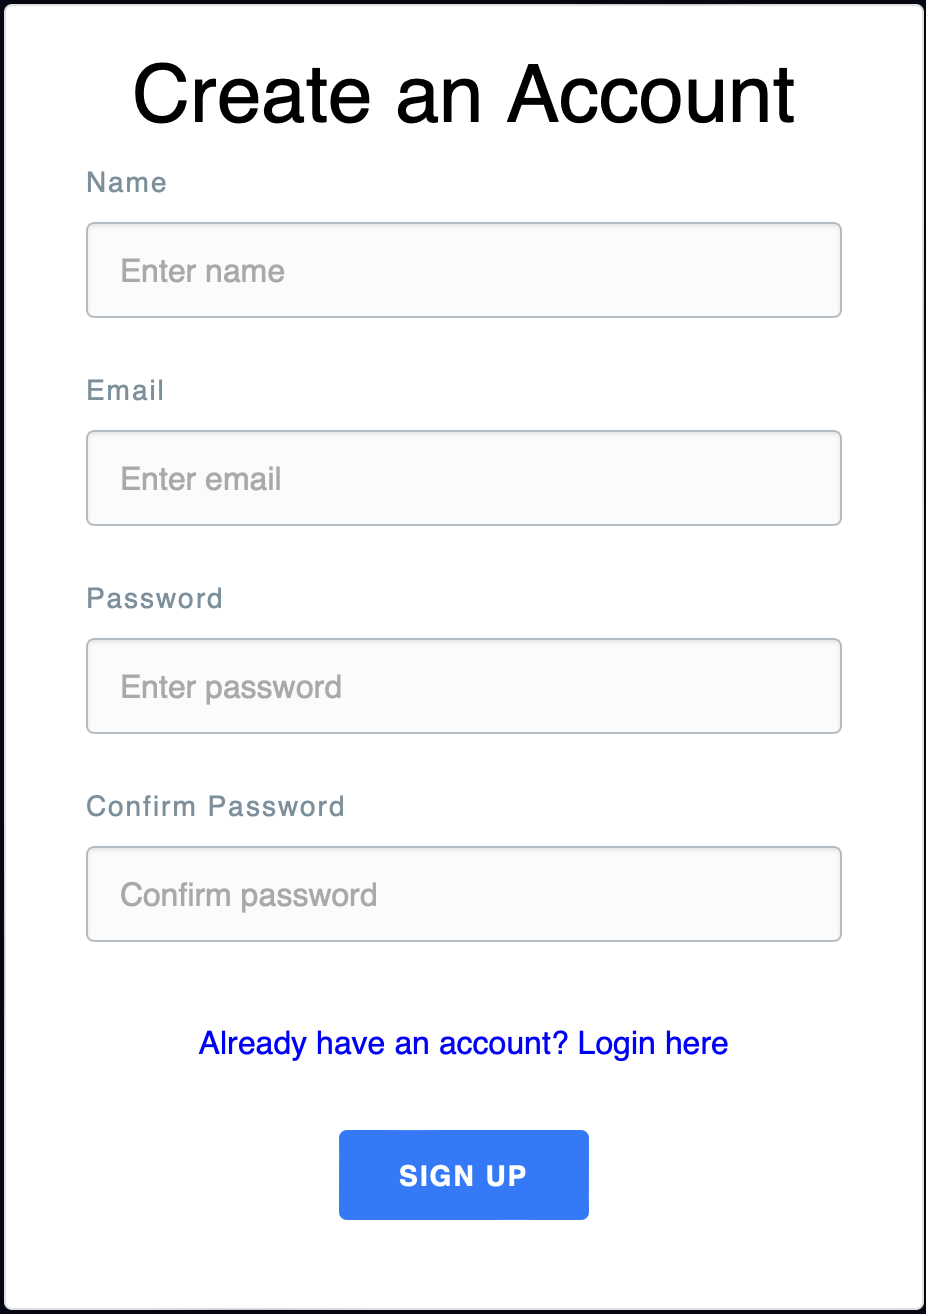 Create an Account
Name
Enter name
Email
Enter email
Password
Enter password
Confirm Password
Confirm password
Already have an account? Login here
SIGN UP